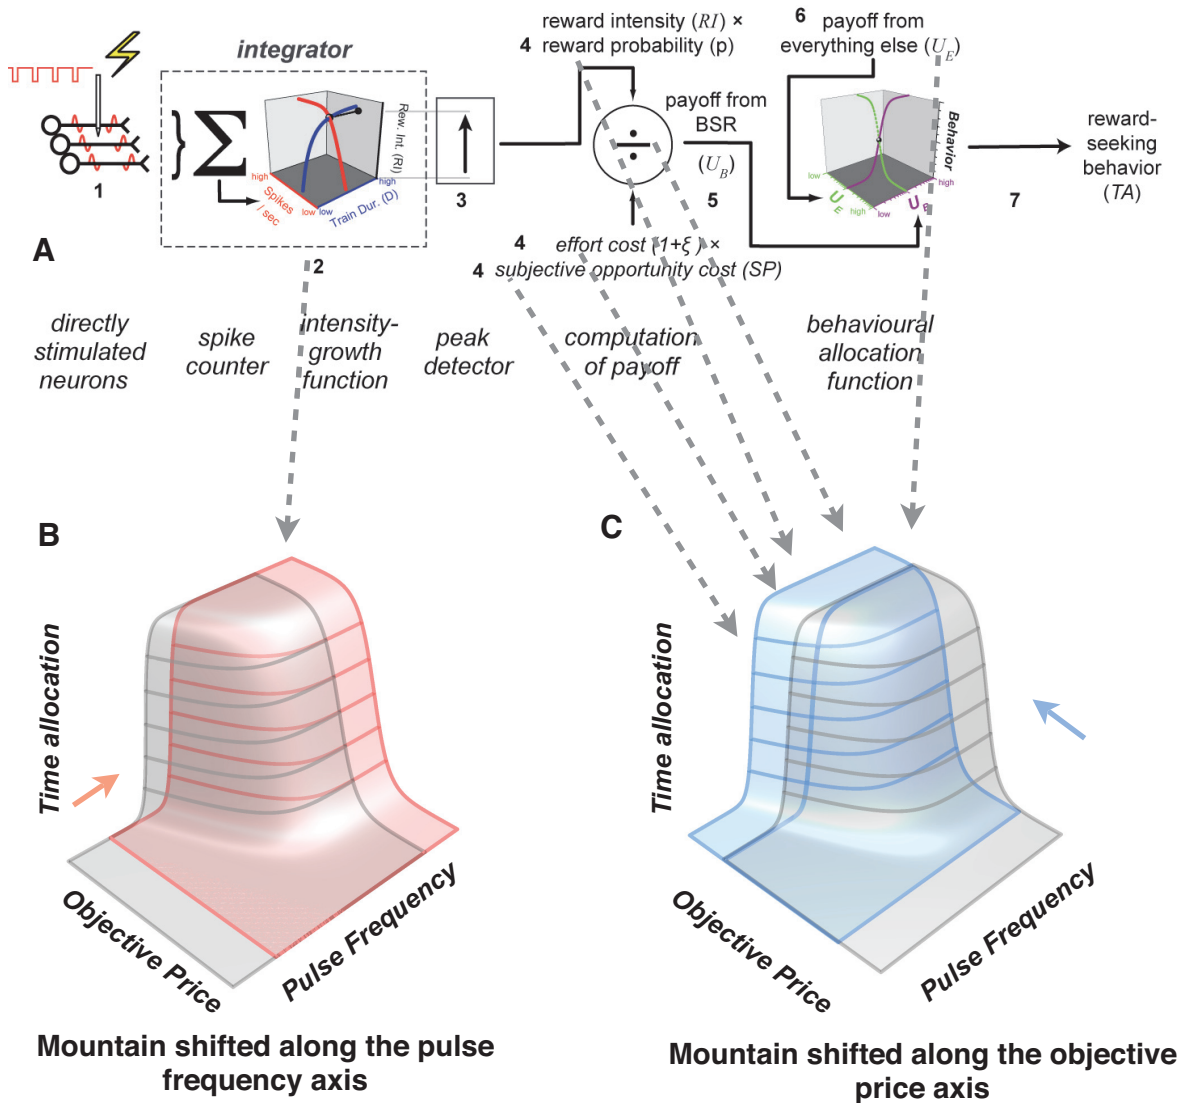 integrator
Rew. Int. (RI)
high
high
Spikes
/ sec
low
low
Train Dur. (D)
1
2
3
reward intensity (RI) ×
4 reward probability (p)
÷
4 effort cost (1+ξ ) ×
4 subjective opportunity cost (SP)
payoff from
BSR
(U_B)
5
6 payoff from
everything else (U_E)
Behavior
low
high
U_E
high
low
U_B
7
reward-
seeking
behavior
(TA)
A
directly
stimulated
neurons
spike
counter
intensity-
growth
function
peak
detector
computation
of payoff
behavioural
allocation
function
B
Time allocation
Objective Price
Pulse Frequency
Mountain shifted along the pulse
frequency axis
C
Time allocation
Objective Price
Pulse Frequency
Mountain shifted along the objective
price axis